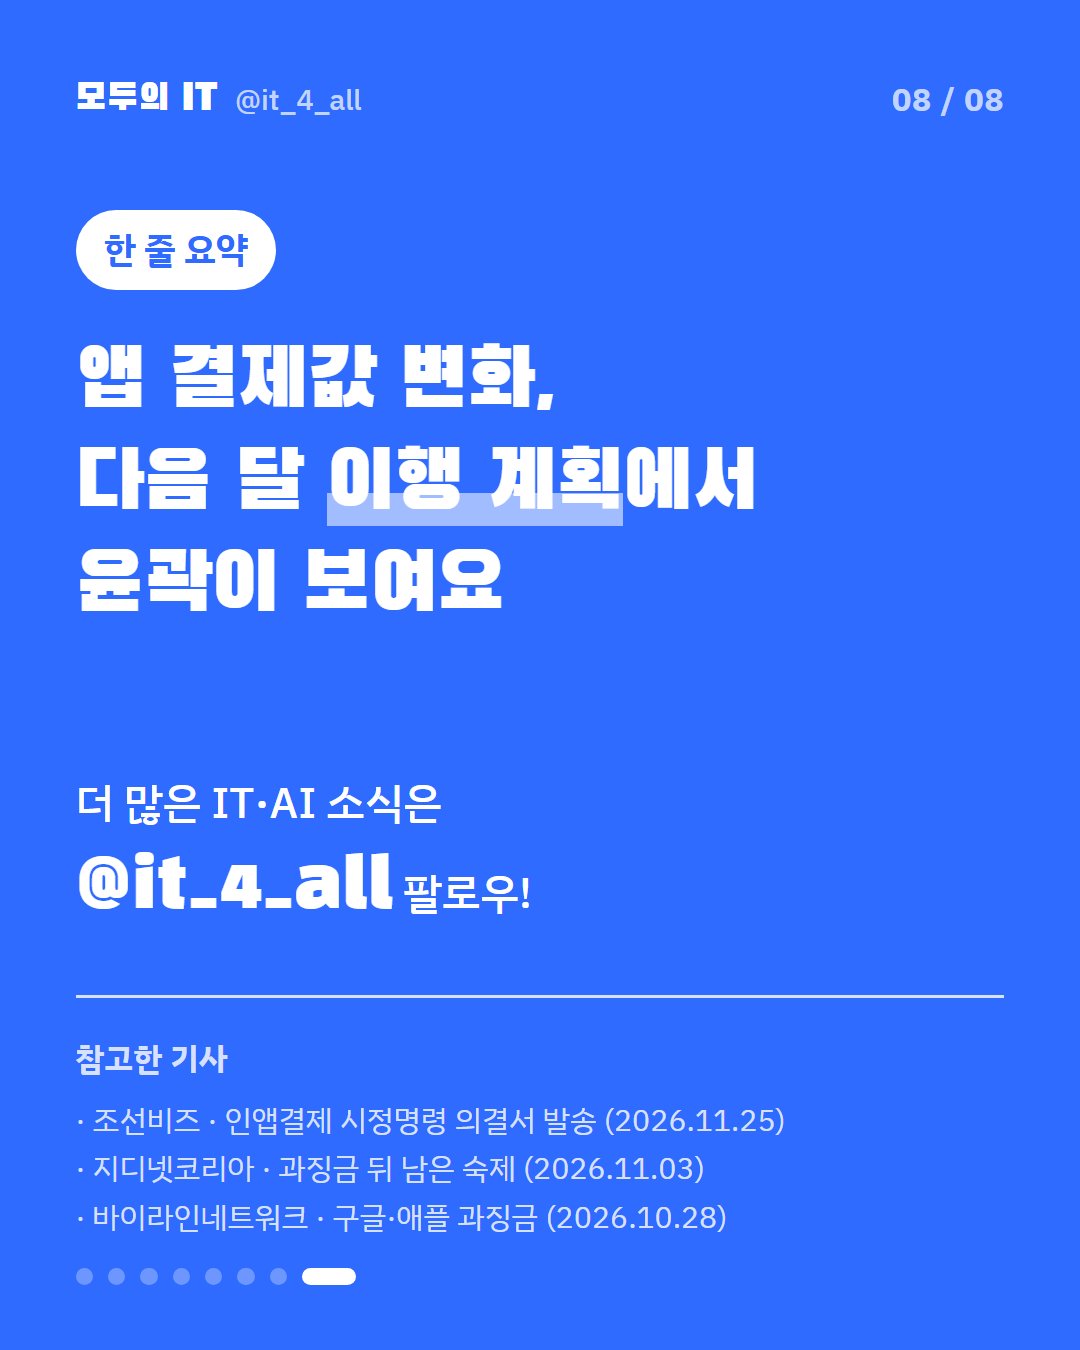 모두의 IT @it_4_all 08 / 08
한 줄 요약
앱 결제값 변화,
다음 달 이행 계획에서
윤곽이 보여요
더 많은 IT·AI 소식은
@it_4_all 팔로우!
참고한 기사
· 조선비즈 · 인앱결제 시정명령 의결서 발송 (2026.11.25)
· 지디넷코리아 · 과징금 뒤 남은 숙제 (2026.11.03)
· 바이라인네트워크 · 구글·애플 과징금 (2026.10.28)